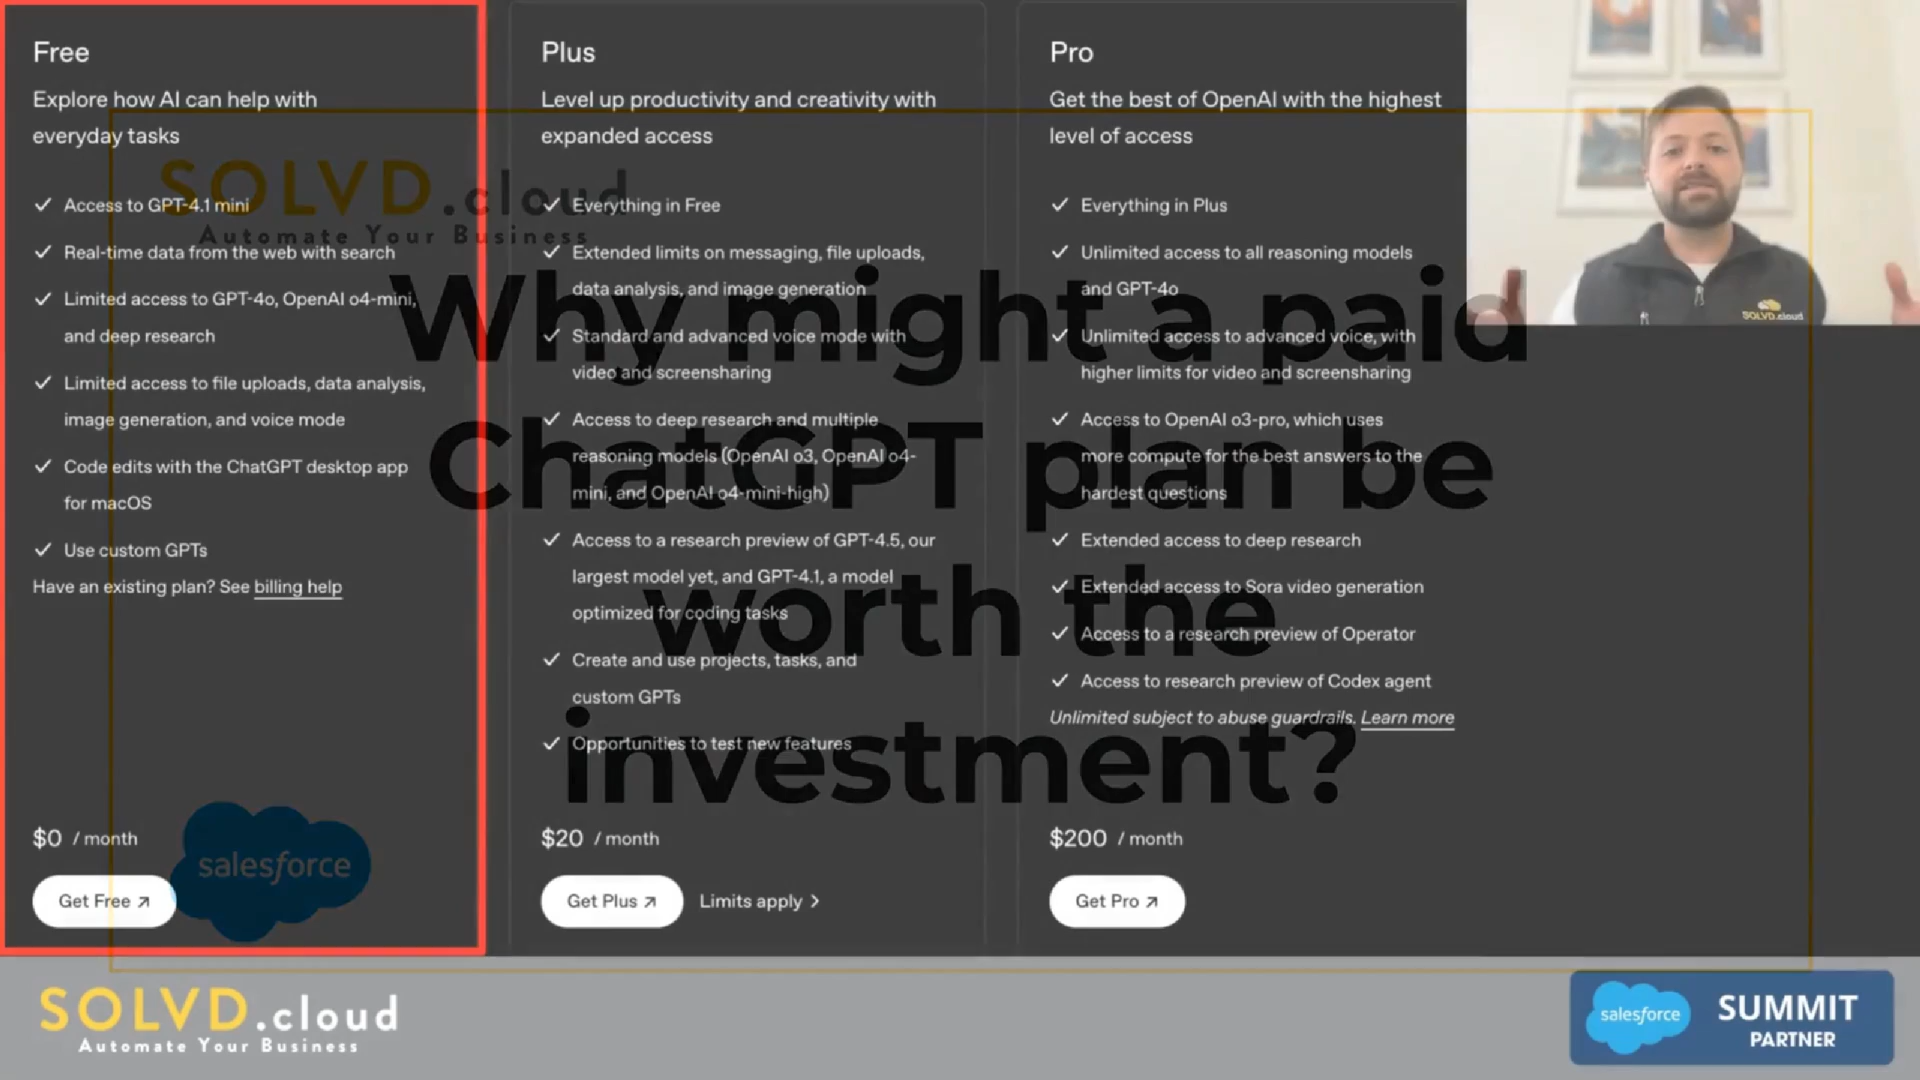 Free
Explore how AI can help with
everyday tasks
Access to GPT-4.1 mini
Real-time data from the web with search
Limited access to GPT-4o, OpenAI o4-mini,
and deep research
Limited access to file uploads, data analysis,
image generation, and voice mode
Code edits with the ChatGPT desktop app
for macOS
Use custom GPTs
Have an existing plan? See billing help
$0 / month
Get Free ↗
Plus
Level up productivity and creativity with
expanded access
Everything in Free
Extended limits on messaging, file uploads,
data analysis, and image generation
Standard and advanced voice mode with
video and screensharing
Access to deep research and multiple
reasoning models (OpenAI o3, OpenAI o4-
mini, and OpenAI o4-mini-high)
Access to a research preview of GPT-4.5, our
largest model yet, and GPT-4.1, a model
optimized for coding tasks
Create and use projects, tasks, and
custom GPTs
Opportunities to test new features
$20 / month
Get Plus ↗ Limits apply >
Pro
Get the best of OpenAI with the highest
level of access
Everything in Plus
Unlimited access to all reasoning models
and GPT-4o
Unlimited access to advanced voice, with
higher limits for video and screensharing
Access to OpenAI o3-pro, which uses
more compute for the best answers to the
hardest questions
Extended access to deep research
Extended access to Sora video generation
Access to a research preview of Operator
Access to research preview of Codex agent
Unlimited subject to abuse guardrails. Learn more
$200 / month
Get Pro ↗
SOLVD.cloud
Automate Your Business
Why might a paid
ChatGPT plan be
worth the
investment?
salesforce
SOLVD.cloud
SOLVD.cloud
Automate Your Business
salesforce
SUMMIT
PARTNER